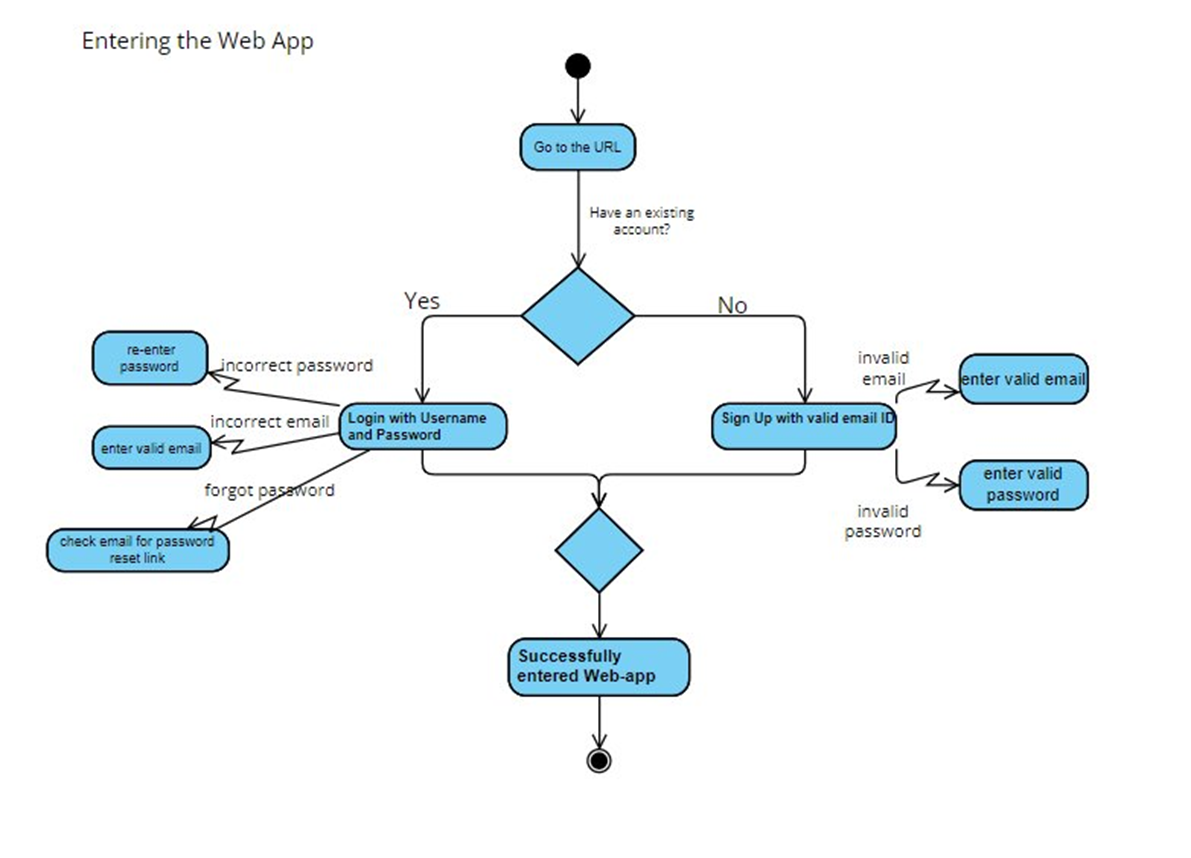 Entering the Web App
Go to the URL
Have an existing
account?
Yes
No
re-enter
password
incorrect password
invalid
email
enter valid email
Login with Username
and Password
Sign Up with valid email ID
incorrect email
enter valid email
forgot password
enter valid
password
invalid
password
check email for password
reset link
Successfully
entered Web-app